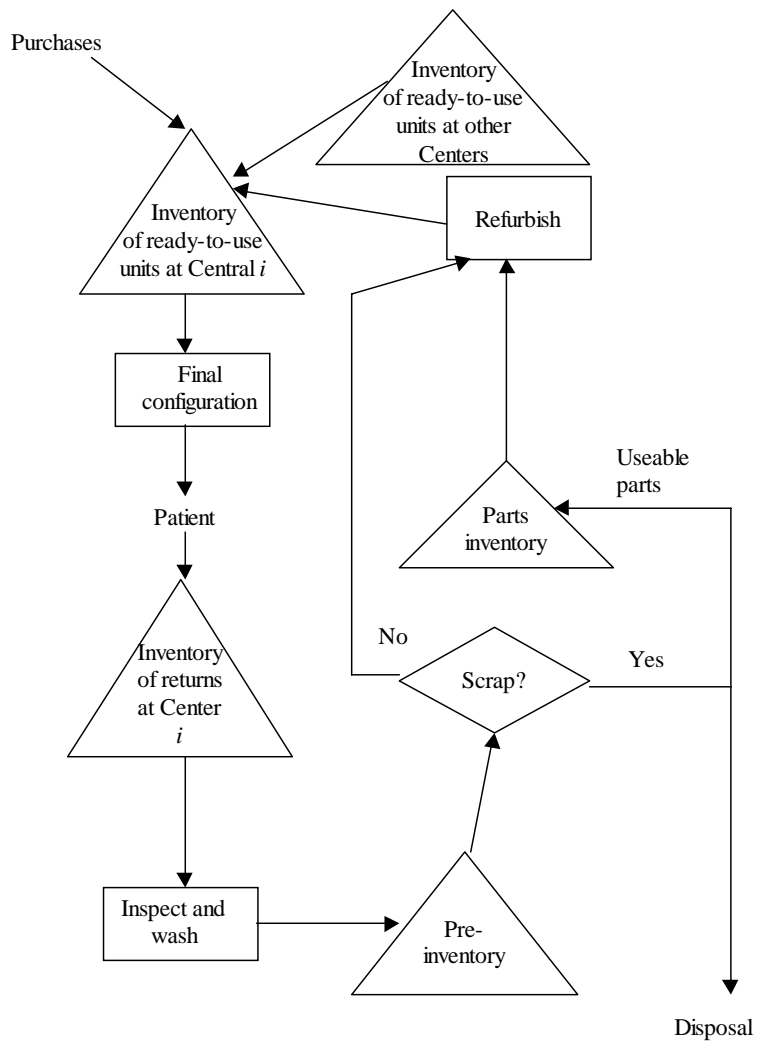 Purchases
Inventory
of ready-to-use
units at other
Centers
Inventory
of ready-to-use
units at Central i
Refurbish
Final
configuration
Useable
parts
Patient
Parts
inventory
No
Scrap?
Yes
Inventory
of returns
at Center
i
Inspect and
wash
Pre-
inventory
Disposal